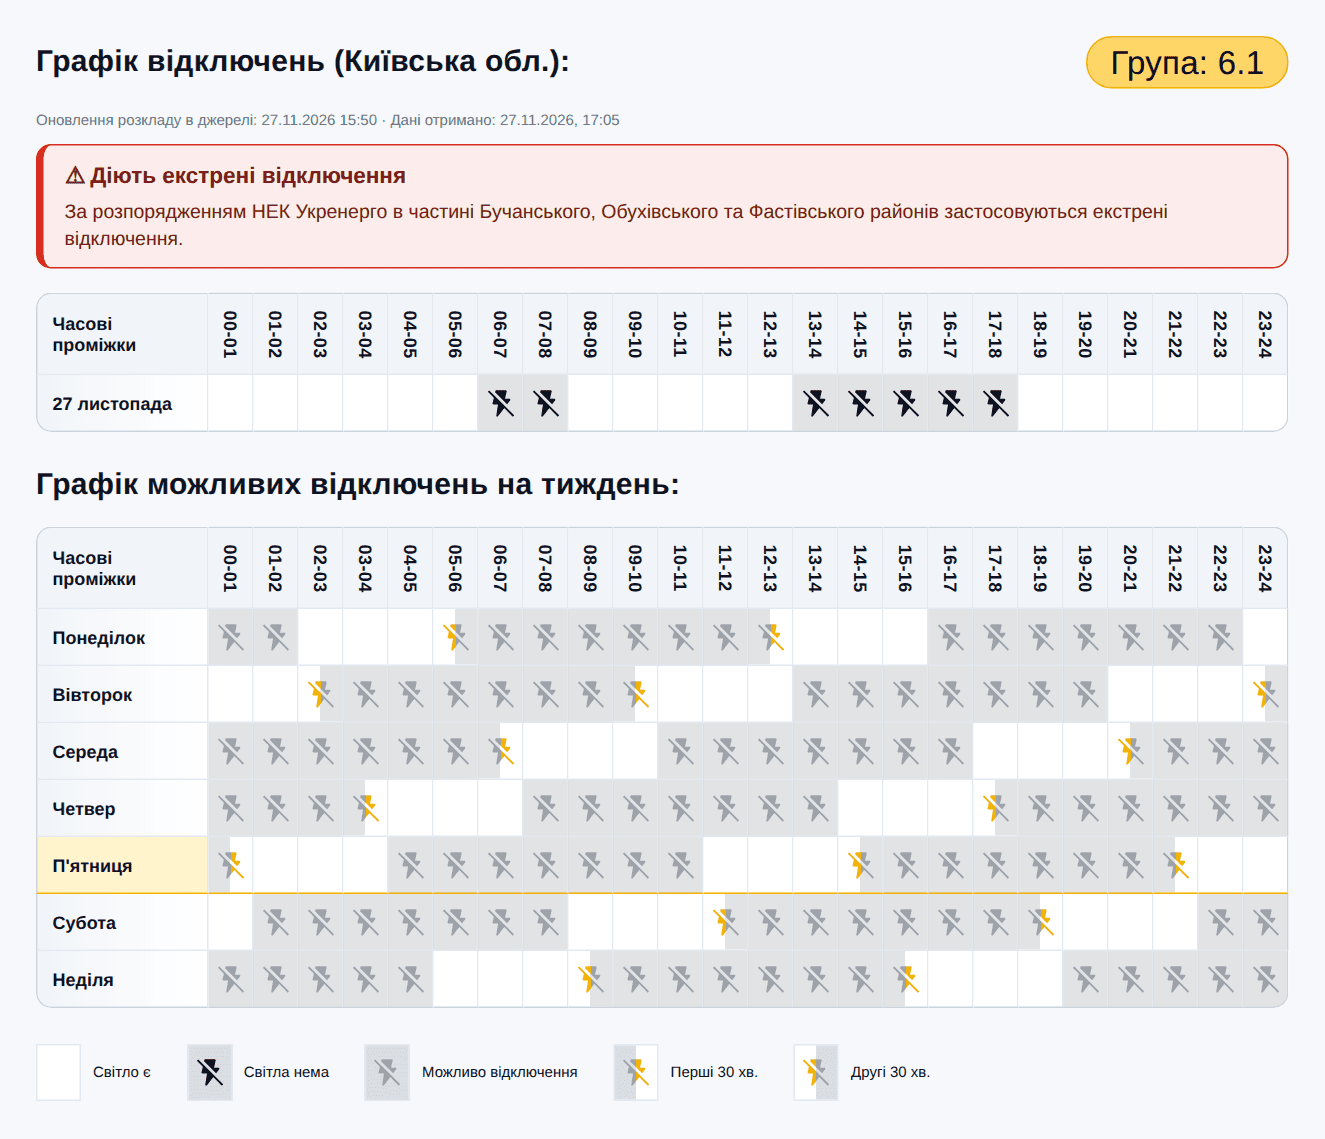 Графік відключень (Київська обл.):
Група: 6.1
Оновлення розкладу в джерелі: 27.11.2026 15:50 · Дані отримано: 27.11.2026, 17:05
⚠ Діють екстрені відключення
За розпорядженням НЕК Укренерго в частині Бучанського, Обухівського та Фастівського районів застосовуються екстрені
відключення.
Часові
проміжки
00-01 01-02 02-03 03-04 04-05 05-06 06-07 07-08 08-09 09-10 10-11 11-12 12-13 13-14 14-15 15-16 16-17 17-18 18-19 19-20 20-21 21-22 22-23 23-24
27 листопада
Графік можливих відключень на тиждень:
Часові
проміжки
00-01 01-02 02-03 03-04 04-05 05-06 06-07 07-08 08-09 09-10 10-11 11-12 12-13 13-14 14-15 15-16 16-17 17-18 18-19 19-20 20-21 21-22 22-23 23-24
Понеділок
Вівторок
Середа
Четвер
П'ятниця
Субота
Неділя
Світло є
Світла нема
Можливо відключення
Перші 30 хв.
Другі 30 хв.